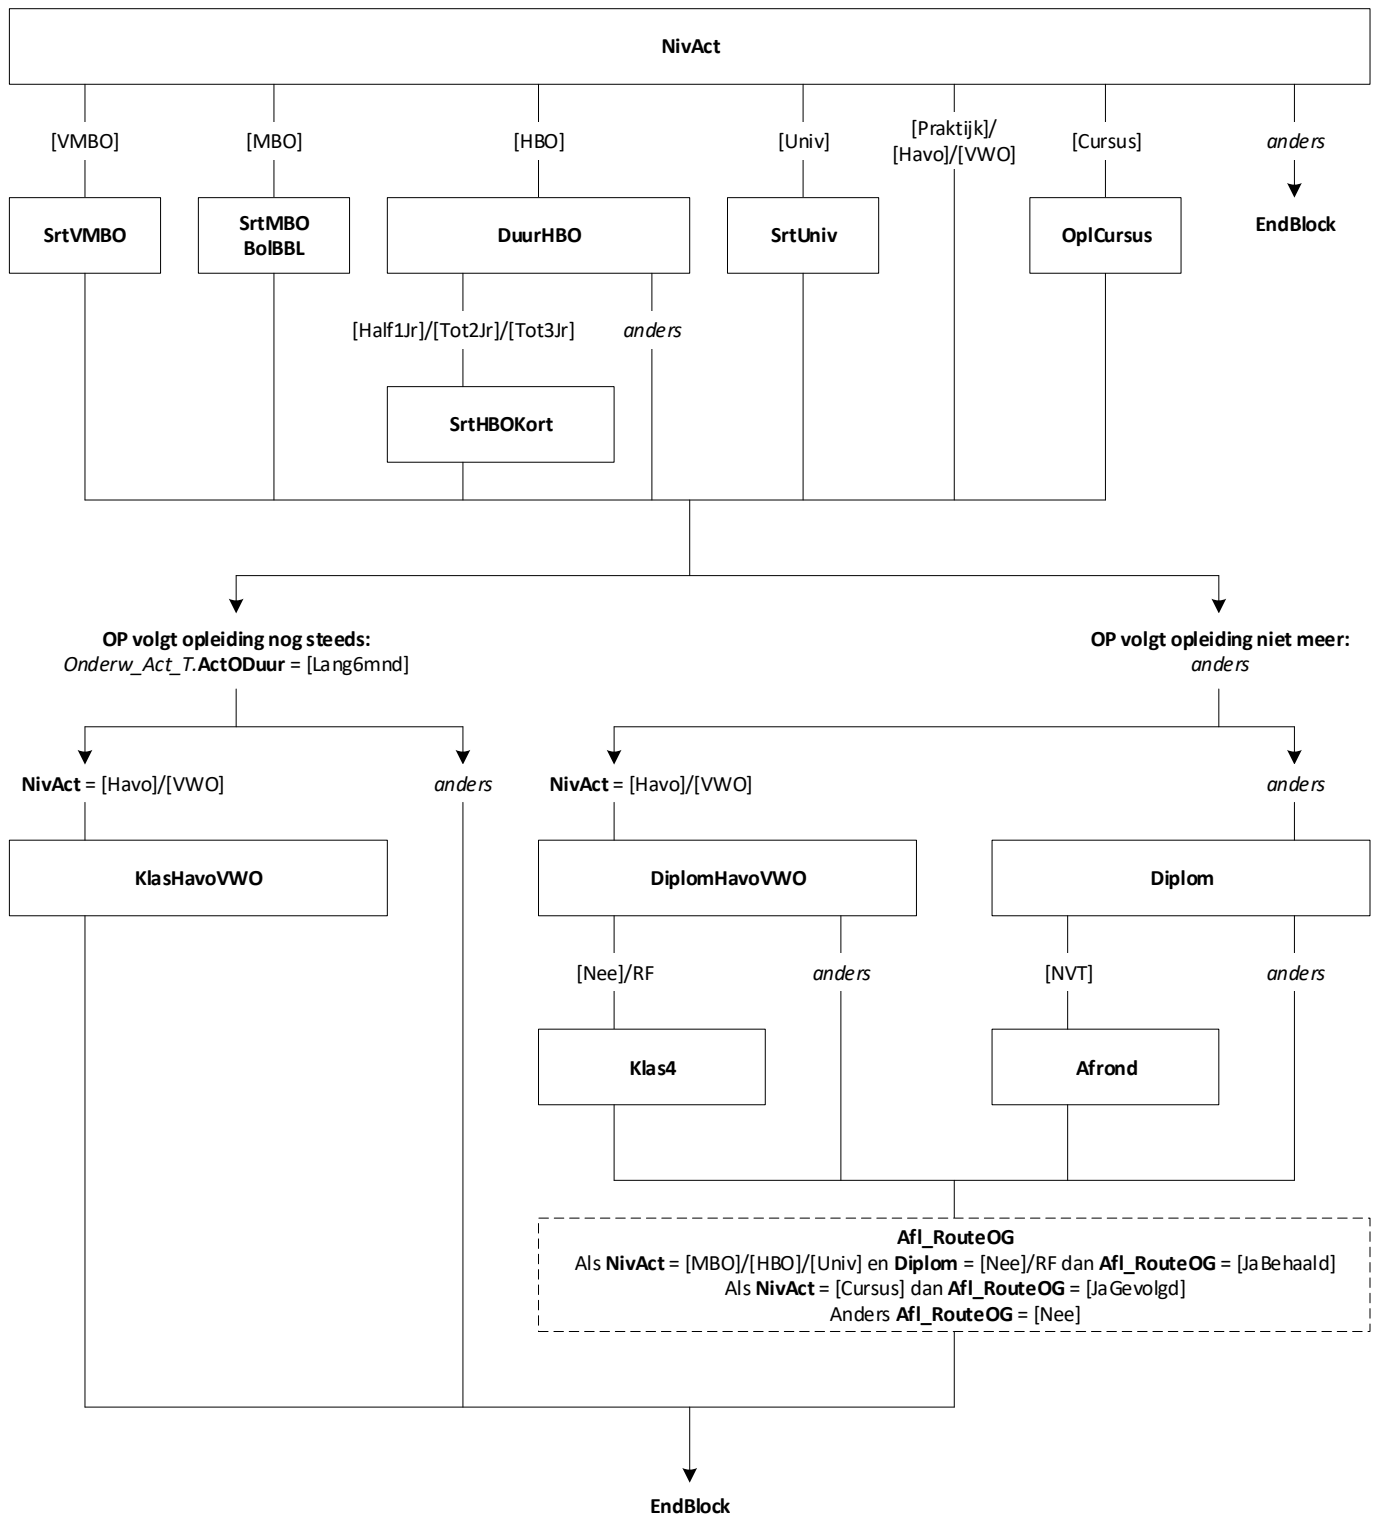 NivAct
[VMBO]
[MBO]
[HBO]
[Univ]
[Praktijk]/
[Havo]/[VWO]
[Cursus]
anders
SrtVMBO
SrtMBO
BolBBL
DuurHBO
SrtUniv
OplCursus
EndBlock
[Half1Jr]/[Tot2Jr]/[Tot3Jr]
anders
SrtHBOKort
OP volgt opleiding nog steeds:
Onderw_Act_T.ActODuur = [Lang6mnd]
OP volgt opleiding niet meer:
anders
NivAct = [Havo]/[VWO]
anders
NivAct = [Havo]/[VWO]
anders
KlasHavoVWO
DiplomHavoVWO
Diplom
[Nee]/RF
anders
[NVT]
anders
Klas4
Afrond
Afl_RouteOG
Als NivAct = [MBO]/[HBO]/[Univ] en Diplom = [Nee]/RF dan Afl_RouteOG = [JaBehaald]
Als NivAct = [Cursus] dan Afl_RouteOG = [JaGevolgd]
Anders Afl_RouteOG = [Nee]
EndBlock